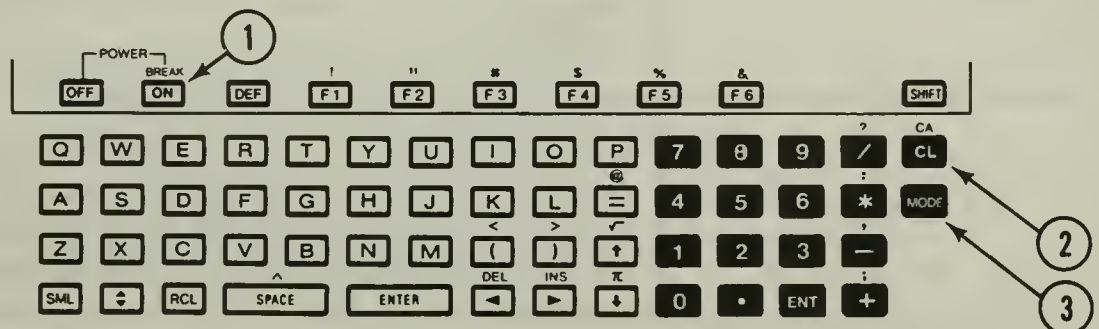 1
POWER
BREAK ! " # $ % &
OFF ON DEF F1 F2 F3 F4 F5 F6 SHIFT
? CA
Q W E R T Y U I O P 7 8 9 / CL
@ :
A S D F G H J K L = 4 5 6 * MODE
< > √ ,
Z X C V B N M ( ) ↑ 1 2 3 − 2
^ DEL INS π ;
SML ▲▼ RCL SPACE ENTER ◄ ► ↓ 0 • ENT + 3